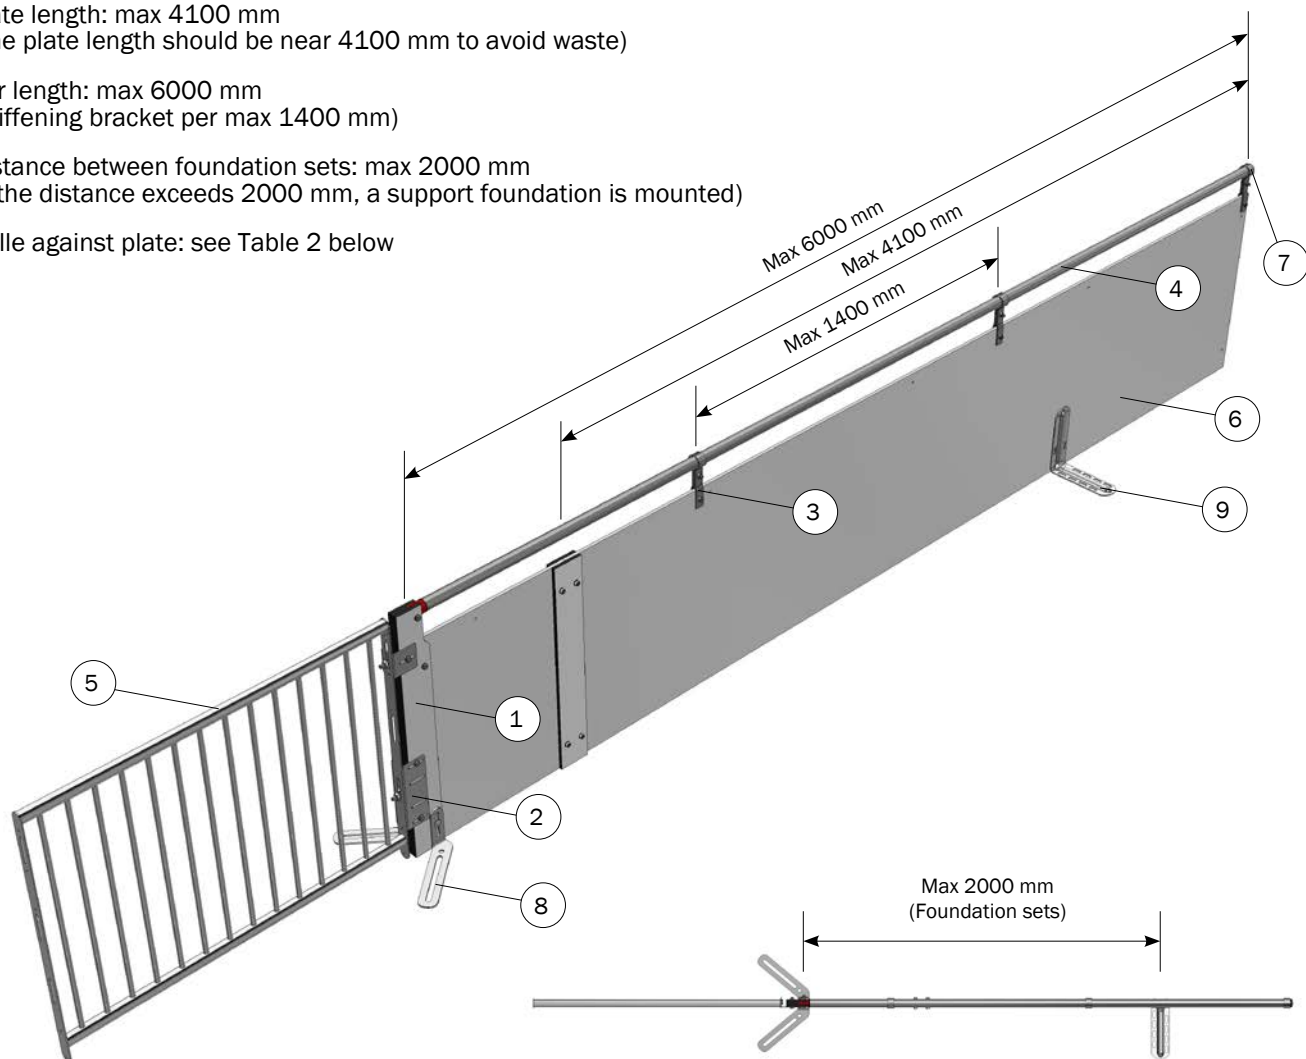 ate length: max 4100 mm
ne plate length should be near 4100 mm to avoid waste)
r length: max 6000 mm
iffening bracket per max 1400 mm)
stance between foundation sets: max 2000 mm
the distance exceeds 2000 mm, a support foundation is mounted)
lle against plate: see Table 2 below
Max 6000 mm
Max 4100 mm
Max 1400 mm
7
4
6
3
9
5
1
2
8
Max 2000 mm
(Foundation sets)